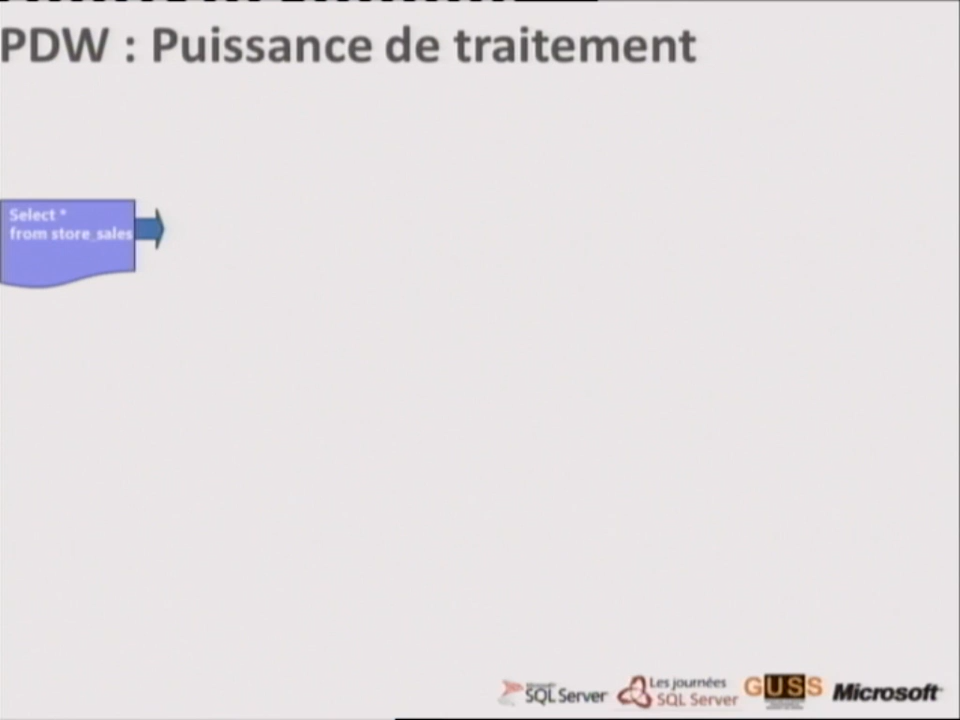 PDW : Puissance de traitement
Select *
from store_sales
SQL Server
Les journées
SQL Server
GUSS
Microsoft